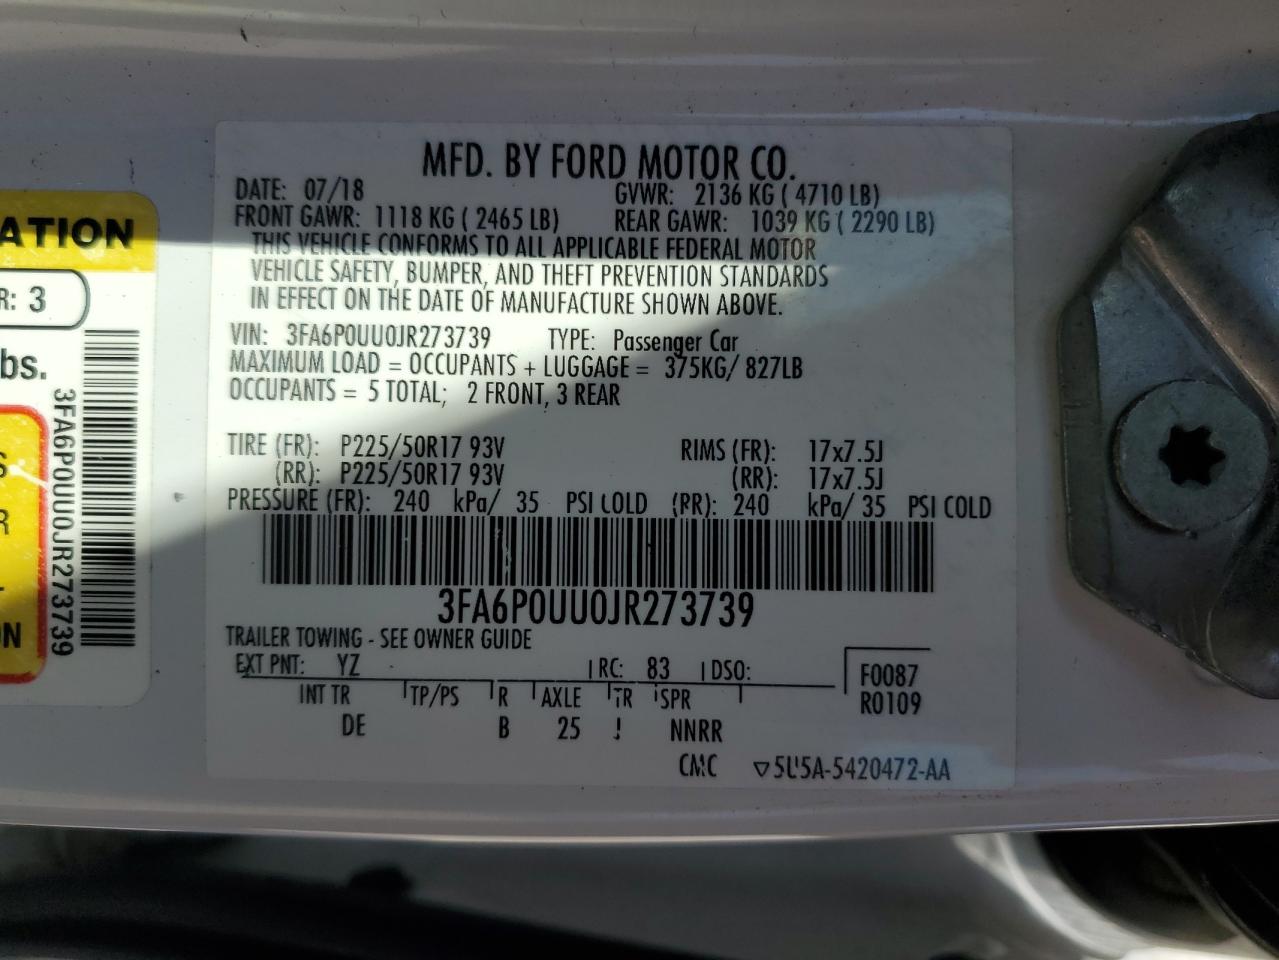 MFD. BY FORD MOTOR CO.
DATE: 07/18 GVWR: 2136 KG ( 4710 LB)
FRONT GAWR: 1118 KG ( 2465 LB) REAR GAWR: 1039 KG ( 2290 LB)
THIS VEHICLE CONFORMS TO ALL APPLICABLE FEDERAL MOTOR
VEHICLE SAFETY, BUMPER, AND THEFT PREVENTION STANDARDS
IN EFFECT ON THE DATE OF MANUFACTURE SHOWN ABOVE.
VIN: 3FA6P0UU0JR273739 TYPE: Passenger Car
MAXIMUM LOAD = OCCUPANTS + LUGGAGE = 375KG/ 827LB
OCCUPANTS = 5 TOTAL; 2 FRONT, 3 REAR
TIRE (FR): P225/50R17 93V RIMS (FR): 17x7.5J
(RR): P225/50R17 93V (RR): 17x7.5J
PRESSURE (FR): 240 kPa/ 35 PSI COLD (RR): 240 kPa/ 35 PSI COLD
3FA6P0UU0JR273739
TRAILER TOWING - SEE OWNER GUIDE
EXT PNT: YZ RC: 83 DSO:
INT TR TP/PS R AXLE TR SPR
DE B 25 ! NNRR
F0087
R0109
CMC ▽5U5A-5420472-AA
ATION
R: 3
bs.
3FA6P0UU0JR273739
S
R
N